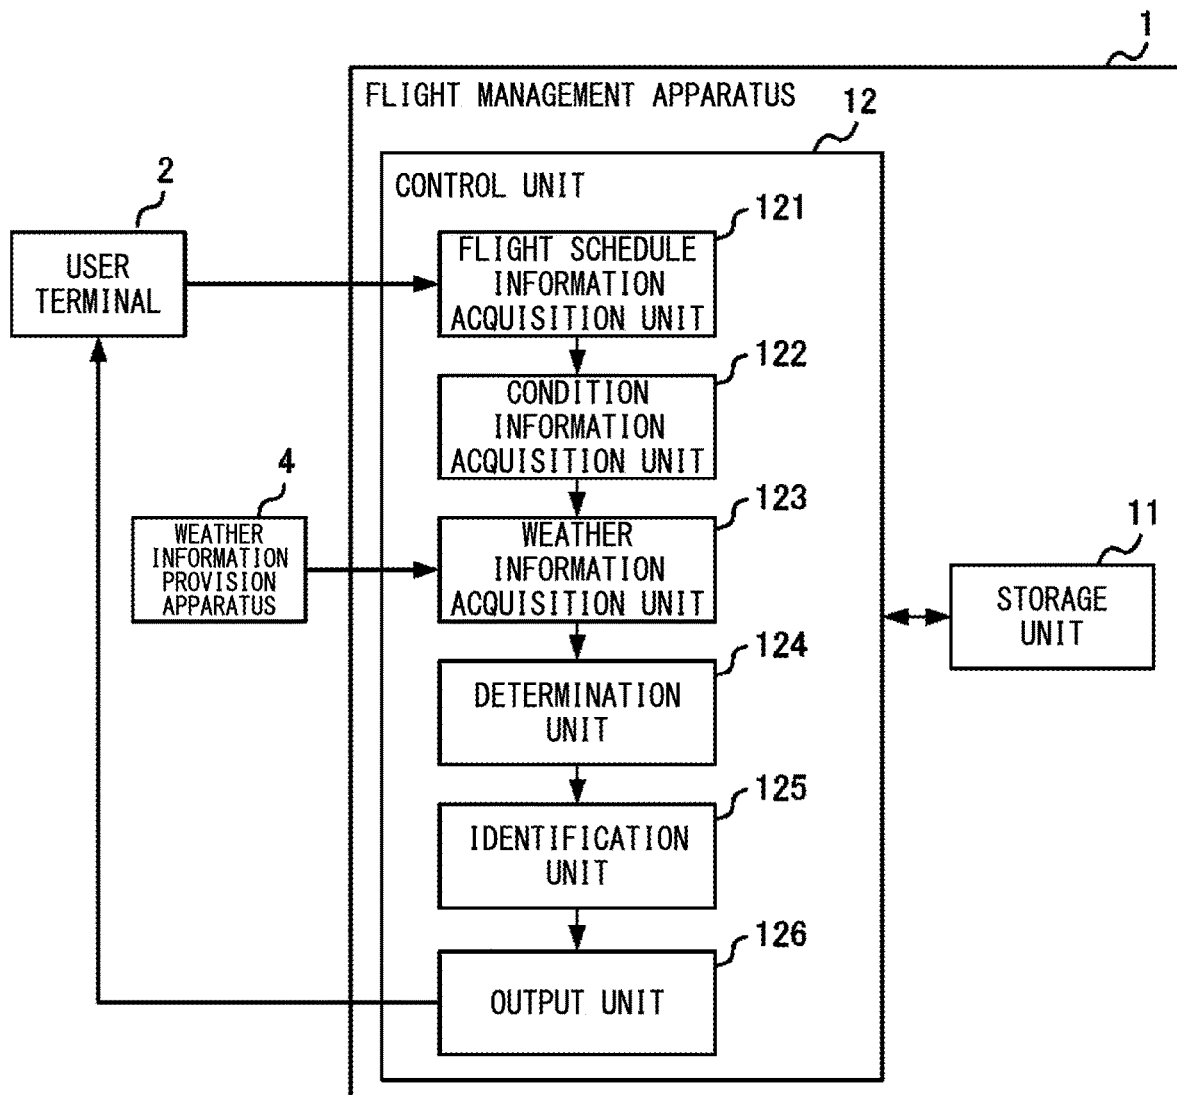 1
FLIGHT MANAGEMENT APPARATUS
12
CONTROL UNIT
2
USER
TERMINAL
121
FLIGHT SCHEDULE
INFORMATION
ACQUISITION UNIT
122
CONDITION
INFORMATION
ACQUISITION UNIT
4
WEATHER
INFORMATION
PROVISION
APPARATUS
123
WEATHER
INFORMATION
ACQUISITION UNIT
11
STORAGE
UNIT
124
DETERMINATION
UNIT
125
IDENTIFICATION
UNIT
126
OUTPUT UNIT